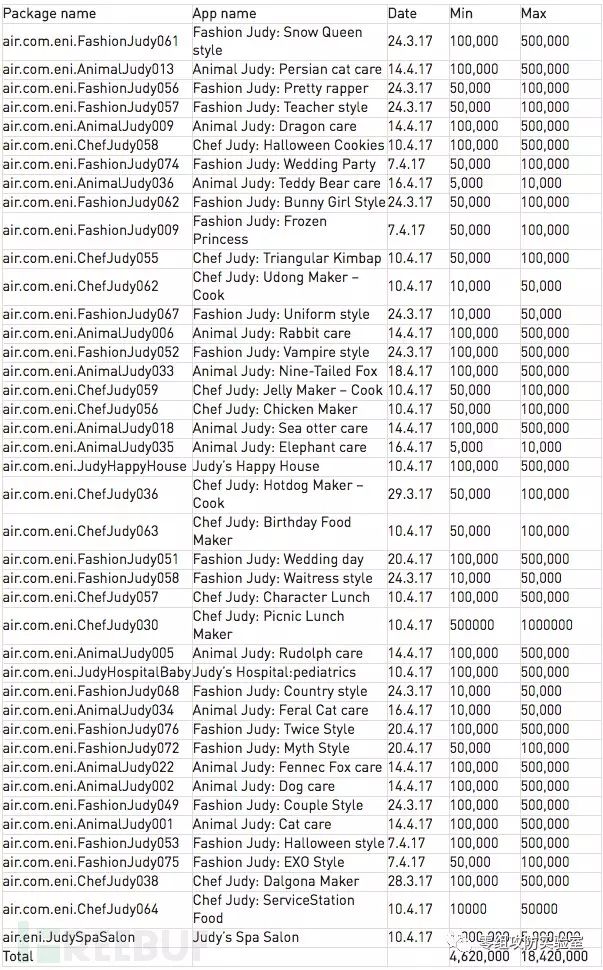 Package name App name Date Min Max
air.com.eni.FashionJudy061 Fashion Judy: Snow Queen style 24.3.17 100,000 500,000
air.com.eni.AnimalJudy013 Animal Judy: Persian cat care 14.4.17 100,000 500,000
air.com.eni.FashionJudy056 Fashion Judy: Pretty rapper 24.3.17 50,000 100,000
air.com.eni.FashionJudy057 Fashion Judy: Teacher style 24.3.17 50,000 100,000
air.com.eni.AnimalJudy009 Animal Judy: Dragon care 14.4.17 100,000 500,000
air.com.eni.ChefJudy058 Chef Judy: Halloween Cookies 10.4.17 100,000 500,000
air.com.eni.FashionJudy074 Fashion Judy: Wedding Party 7.4.17 50,000 100,000
air.com.eni.AnimalJudy036 Animal Judy: Teddy Bear care 16.4.17 5,000 10,000
air.com.eni.FashionJudy062 Fashion Judy: Bunny Girl Style 24.3.17 50,000 100,000
air.com.eni.FashionJudy009 Fashion Judy: Frozen Princess 7.4.17 50,000 100,000
air.com.eni.ChefJudy055 Chef Judy: Triangular Kimbap 10.4.17 50,000 100,000
air.com.eni.ChefJudy062 Chef Judy: Udong Maker – Cook 10.4.17 10,000 50,000
air.com.eni.FashionJudy067 Fashion Judy: Uniform style 24.3.17 10,000 50,000
air.com.eni.AnimalJudy006 Animal Judy: Rabbit care 14.4.17 100,000 500,000
air.com.eni.FashionJudy052 Fashion Judy: Vampire style 24.3.17 100,000 500,000
air.com.eni.AnimalJudy033 Animal Judy: Nine-Tailed Fox 18.4.17 100,000 500,000
air.com.eni.ChefJudy059 Chef Judy: Jelly Maker – Cook 10.4.17 50,000 100,000
air.com.eni.ChefJudy056 Chef Judy: Chicken Maker 10.4.17 50,000 100,000
air.com.eni.AnimalJudy018 Animal Judy: Sea otter care 14.4.17 100,000 500,000
air.com.eni.AnimalJudy035 Animal Judy: Elephant care 16.4.17 5,000 10,000
air.com.eni.JudyHappyHouse Judy’s Happy House 10.4.17 100,000 500,000
air.com.eni.ChefJudy036 Chef Judy: Hotdog Maker – Cook 29.3.17 50,000 100,000
air.com.eni.ChefJudy063 Chef Judy: Birthday Food Maker 10.4.17 50,000 100,000
air.com.eni.FashionJudy051 Fashion Judy: Wedding day 20.4.17 100,000 500,000
air.com.eni.FashionJudy058 Fashion Judy: Waitress style 24.3.17 10,000 50,000
air.com.eni.ChefJudy057 Chef Judy: Character Lunch 10.4.17 100,000 500,000
air.com.eni.ChefJudy030 Chef Judy: Picnic Lunch Maker 10.4.17 500000 1000000
air.com.eni.AnimalJudy005 Animal Judy: Rudolph care 14.4.17 100,000 500,000
air.com.eni.JudyHospitalBaby Judy’s Hospital:pediatrics 10.4.17 100,000 500,000
air.com.eni.FashionJudy068 Fashion Judy: Country style 24.3.17 10,000 50,000
air.com.eni.AnimalJudy034 Animal Judy: Feral Cat care 16.4.17 10,000 50,000
air.com.eni.FashionJudy076 Fashion Judy: Twice Style 20.4.17 100,000 500,000
air.com.eni.FashionJudy072 Fashion Judy: Myth Style 20.4.17 50,000 100,000
air.com.eni.AnimalJudy022 Animal Judy: Fennec Fox care 14.4.17 100,000 500,000
air.com.eni.AnimalJudy002 Animal Judy: Dog care 14.4.17 100,000 500,000
air.com.eni.FashionJudy049 Fashion Judy: Couple Style 24.3.17 100,000 500,000
air.com.eni.AnimalJudy001 Animal Judy: Cat care 14.4.17 100,000 500,000
air.com.eni.FashionJudy053 Fashion Judy: Halloween style 7.4.17 100,000 500,000
air.com.eni.FashionJudy075 Fashion Judy: EXO Style 7.4.17 50,000 100,000
air.com.eni.ChefJudy038 Chef Judy: Dalgona Maker 28.3.17 100,000 500,000
air.com.eni.ChefJudy064 Chef Judy: ServiceStation Food 10.4.17 10000 50000
air.eni.JudySpaSalon Judy’s Spa Salon 10.4.17
零组攻防实验室
Total 4,620,000 18,420,000